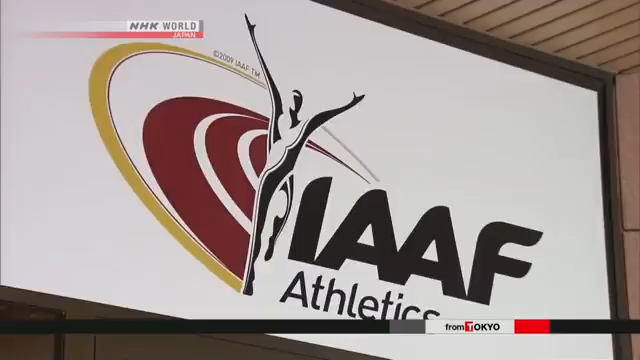 NHK WORLD
JAPAN
©2009 IAAF TM
IAAF
Athletics
from TOKYO